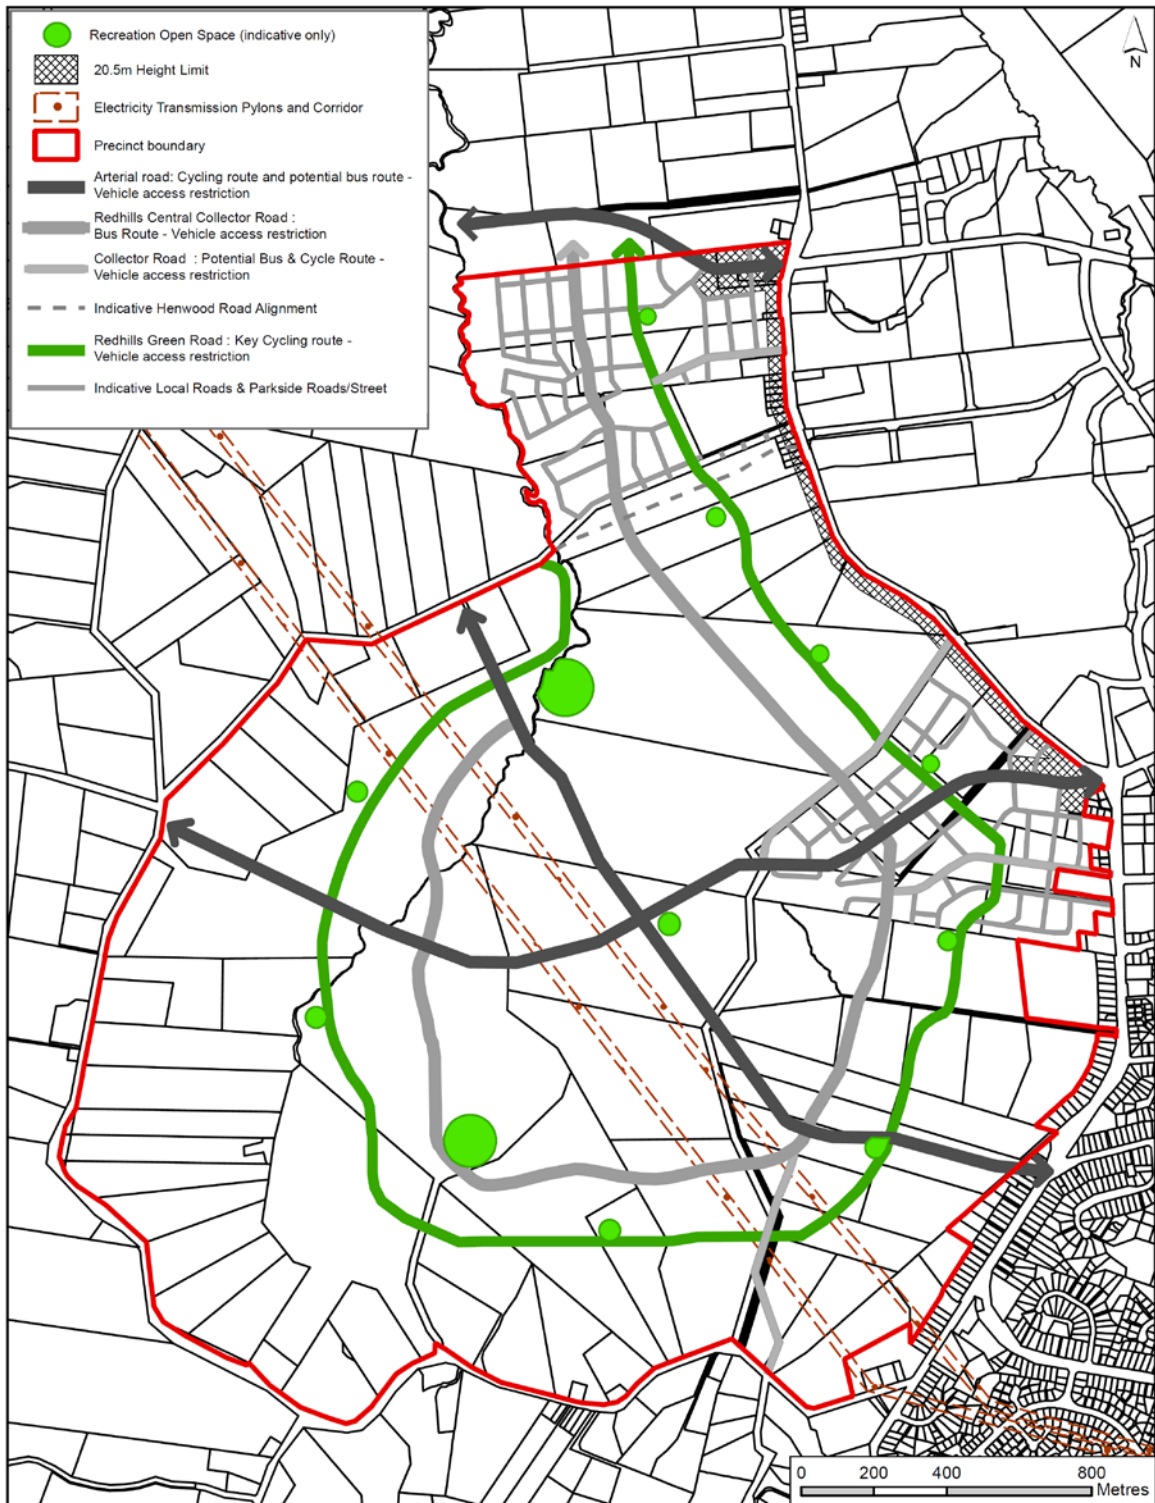 Recreation Open Space (indicative only)
20.5m Height Limit
Electricity Transmission Pylons and Corridor
Precinct boundary
Arterial road: Cycling route and potential bus route -
Vehicle access restriction
Redhills Central Collector Road :
Bus Route - Vehicle access restriction
Collector Road  : Potential Bus & Cycle Route -
Vehicle access restriction
Indicative Henwood Road Alignment
Redhills Green Road : Key Cycling route -
Vehicle access restriction
Indicative Local Roads & Parkside Roads/Street
N
0 200 400 800
Metres